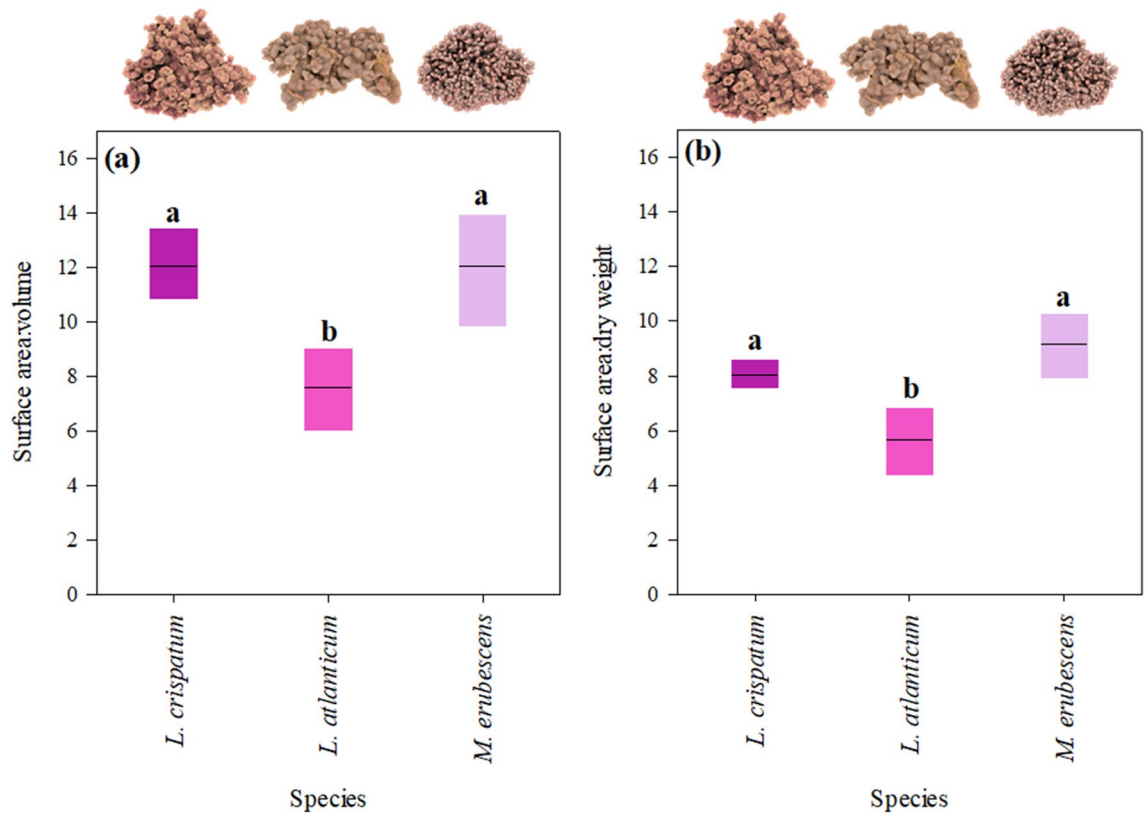 (a)
16
14
12
10
8
6
4
2
0
Surface area:volume
a
b
a
L. crispatum
L. atlanticum
M. erubescens
Species
(b)
16
14
12
10
8
6
4
2
0
Surface area:dry weight
a
b
a
L. crispatum
L. atlanticum
M. erubescens
Species